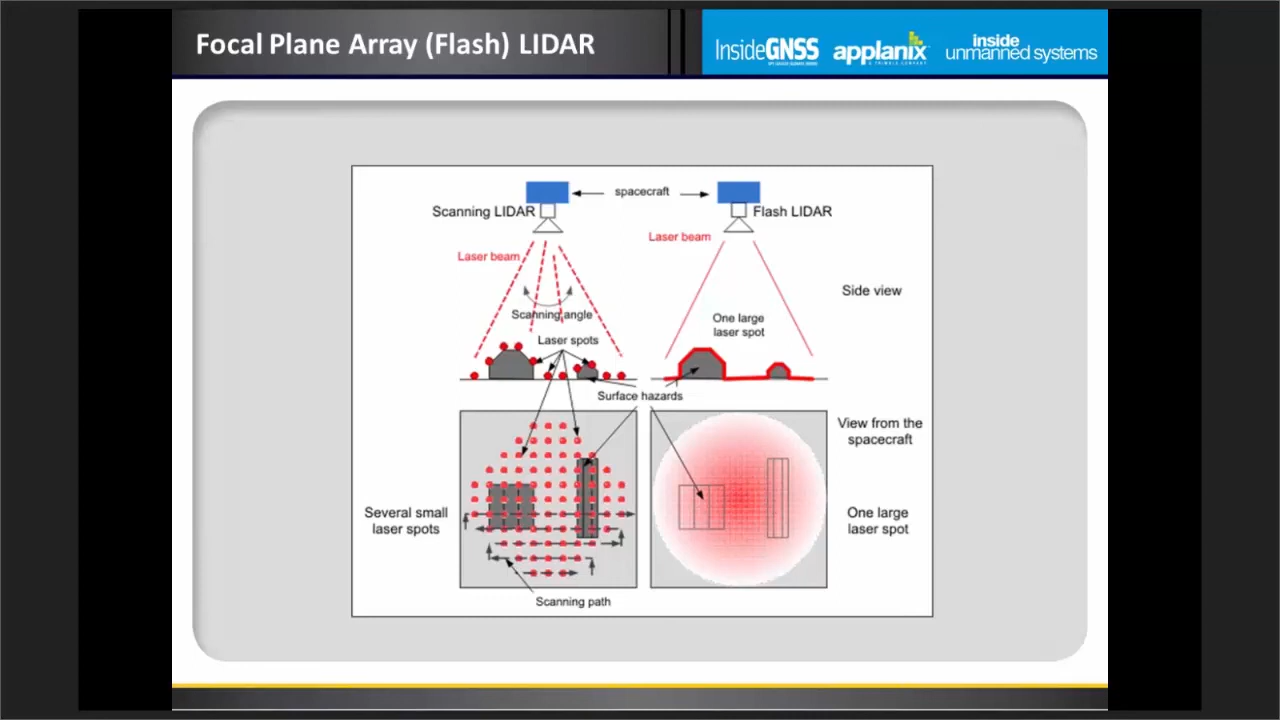 Focal Plane Array (Flash) LIDAR
InsideGNSS
applanix
A TRIMBLE COMPANY
inside
unmanned systems
spacecraft
Scanning LIDAR
Flash LIDAR
Laser beam
Laser beam
Side view
Scanning angle
One large
laser spot
Laser spots
Surface hazards
View from the
spacecraft
Several small
laser spots
One large
laser spot
Scanning path